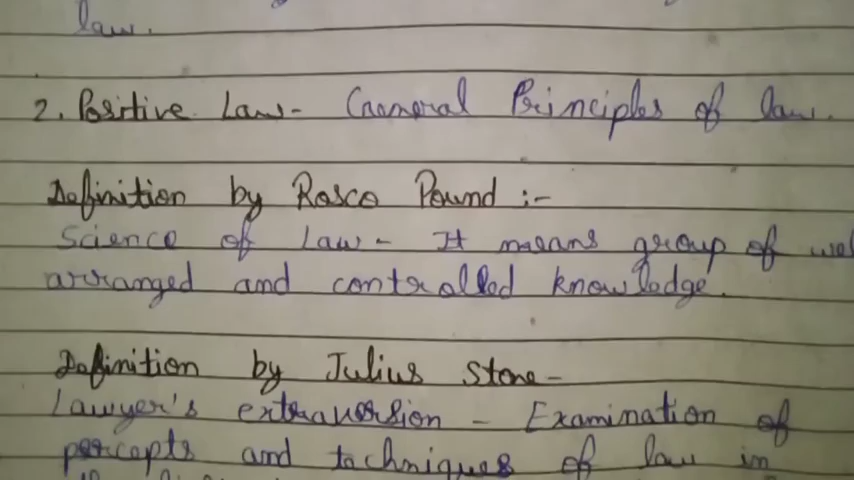 law.
2. Positive Law- General Principles of law.
Definition by Rosco Pound :-
Science of Law - It means group of
arranged and controlled knowledge.
Definition by Julius Stone-
Lawyer's extraversion - Examination of
percepts and techniques of law in